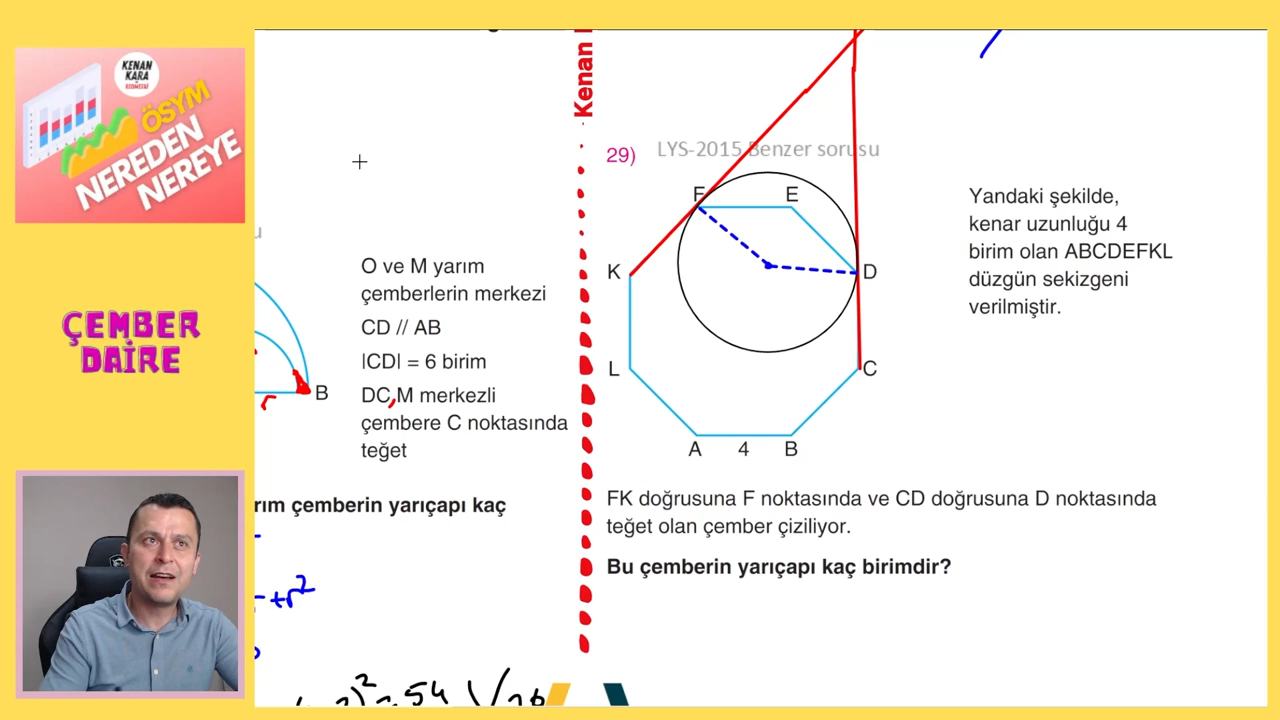 KENAN
KARA
ÖSYM
NEREDEN
NEREYE
ÇEMBER
DAİRE
O ve M yarım
çemberlerin merkezi
CD // AB
|CD| = 6 birim
DC, M merkezli
çembere C noktasında
teğet
B
r
rım çemberin yarıçapı kaç
+r²
)² = 54
Kenan
29)
LYS-2015 Benzer sorusu
F
E
K
D
L
C
A
4
B
Yandaki şekilde,
kenar uzunluğu 4
birim olan ABCDEFKL
düzgün sekizgeni
verilmiştir.
FK doğrusuna F noktasında ve CD doğrusuna D noktasında
teğet olan çember çiziliyor.
Bu çemberin yarıçapı kaç birimdir?